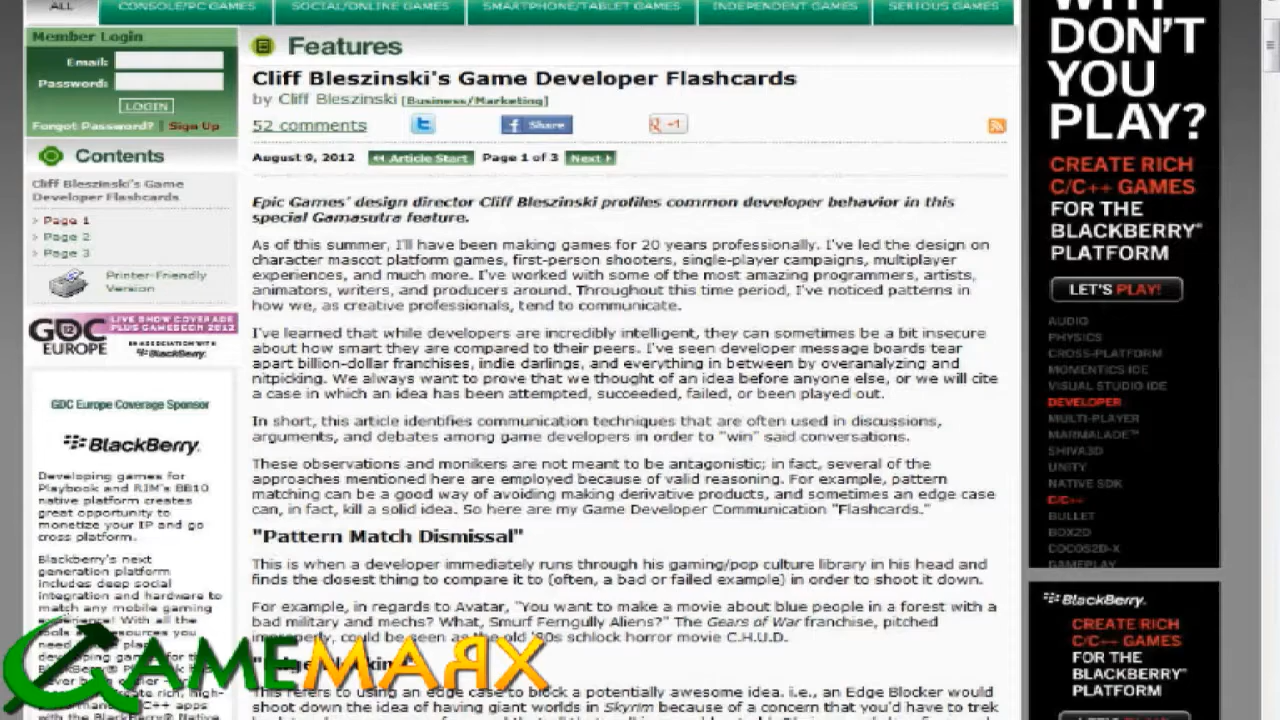 ALL
CONSOLE/PC GAMES
SOCIAL/ONLINE GAMES
SMARTPHONE/TABLET GAMES
INDEPENDENT GAMES
SERIOUS GAMES
Member Login
Email:
Password:
LOGIN
Forgot Password? | Sign Up
Contents
Cliff Bleszinski's Game
Developer Flashcards
> Page 1
> Page 2
> Page 3
Printer-Friendly
Version
GDC 12
EUROPE
LIVE SHOW COVERAGE
PLUS GAMESCOM 2012
IN ASSOCIATION WITH
BlackBerry.
GDC Europe Coverage Sponsor
BlackBerry.
Developing games for
Playbook and RIM's BB10
native platform creates
great opportunity to
monetize your IP and go
cross platform.
Blackberry's next
generation platform
includes deep social
integration and hardware to
match any mobile gaming
experience! With all the
Features
Cliff Bleszinski's Game Developer Flashcards
by Cliff Bleszinski [Business/Marketing]
52 comments
Share
+1
August 9, 2012
Article Start
Page 1 of 3
Next
Epic Games' design director Cliff Bleszinski profiles common developer behavior in this
special Gamasutra feature.
As of this summer, I'll have been making games for 20 years professionally. I've led the design on
character mascot platform games, first-person shooters, single-player campaigns, multiplayer
experiences, and much more. I've worked with some of the most amazing programmers, artists,
animators, writers, and producers around. Throughout this time period, I've noticed patterns in
how we, as creative professionals, tend to communicate.
I've learned that while developers are incredibly intelligent, they can sometimes be a bit insecure
about how smart they are compared to their peers. I've seen developer message boards tear
apart billion-dollar franchises, indie darlings, and everything in between by overanalyzing and
nitpicking. We always want to prove that we thought of an idea before anyone else, or we will cite
a case in which an idea has been attempted, succeeded, failed, or been played out.
In short, this article identifies communication techniques that are often used in discussions,
arguments, and debates among game developers in order to "win" said conversations.
These observations and monikers are not meant to be antagonistic; in fact, several of the
approaches mentioned here are employed because of valid reasoning. For example, pattern
matching can be a good way of avoiding making derivative products, and sometimes an edge case
can, in fact, kill a solid idea. So here are my Game Developer Communication "Flashcards."
"Pattern Match Dismissal"
This is when a developer immediately runs through his gaming/pop culture library in his head and
finds the closest thing to compare it to (often, a bad or failed example) in order to shoot it down.
For example, in regards to Avatar, "You want to make a movie about blue people in a forest with a
bad military and mechs? What, Smurf Ferngully Aliens?" The Gears of War franchise, pitched
improperly, could be seen as the old '80s schlock horror movie C.H.U.D.
This refers to using an edge case to block a potentially awesome idea. i.e., an Edge Blocker would
shoot down the idea of having giant worlds in Skyrim because of a concern that you'd have to trek
GAMEMARX
WHY
DON'T
YOU
PLAY?
CREATE RICH
C/C++ GAMES
FOR THE
BLACKBERRY®
PLATFORM
LET'S PLAY!
AUDIO
PHYSICS
CROSS-PLATFORM
MOMENTICS IDE
VISUAL STUDIO IDE
DEVELOPER
MULTI-PLAYER
MARMALADE™
SHIVA3D
UNITY
NATIVE SDK
C/C++
BULLET
BOX2D
COCOS2D-X
GAMEPLAY
BlackBerry.
CREATE RICH
C/C++ GAMES
FOR THE
BLACKBERRY®
PLATFORM
LET'S PLAY!